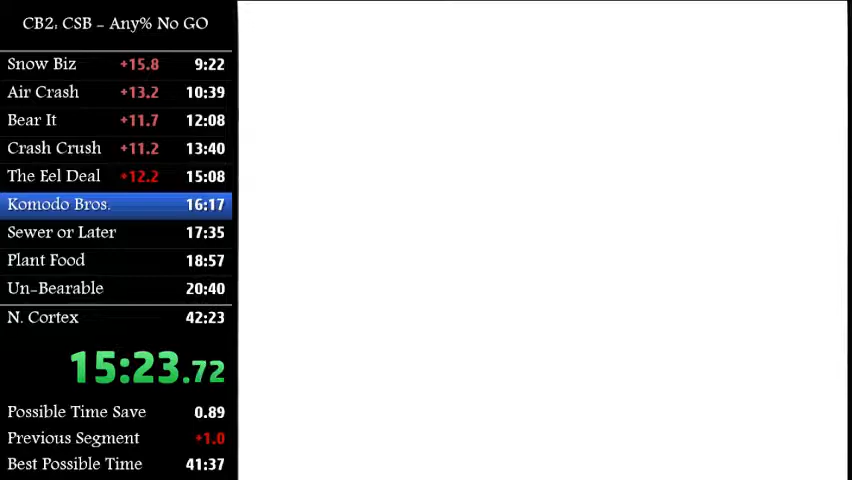 CB2: CSB - Any% No GO
Snow Biz +15.8 9:22
Air Crash +13.2 10:39
Bear It +11.7 12:08
Crash Crush +11.2 13:40
The Eel Deal +12.2 15:08
Komodo Bros. 16:17
Sewer or Later 17:35
Plant Food 18:57
Un-Bearable 20:40
N. Cortex 42:23
15:23.72
Possible Time Save 0.89
Previous Segment +1.0
Best Possible Time 41:37